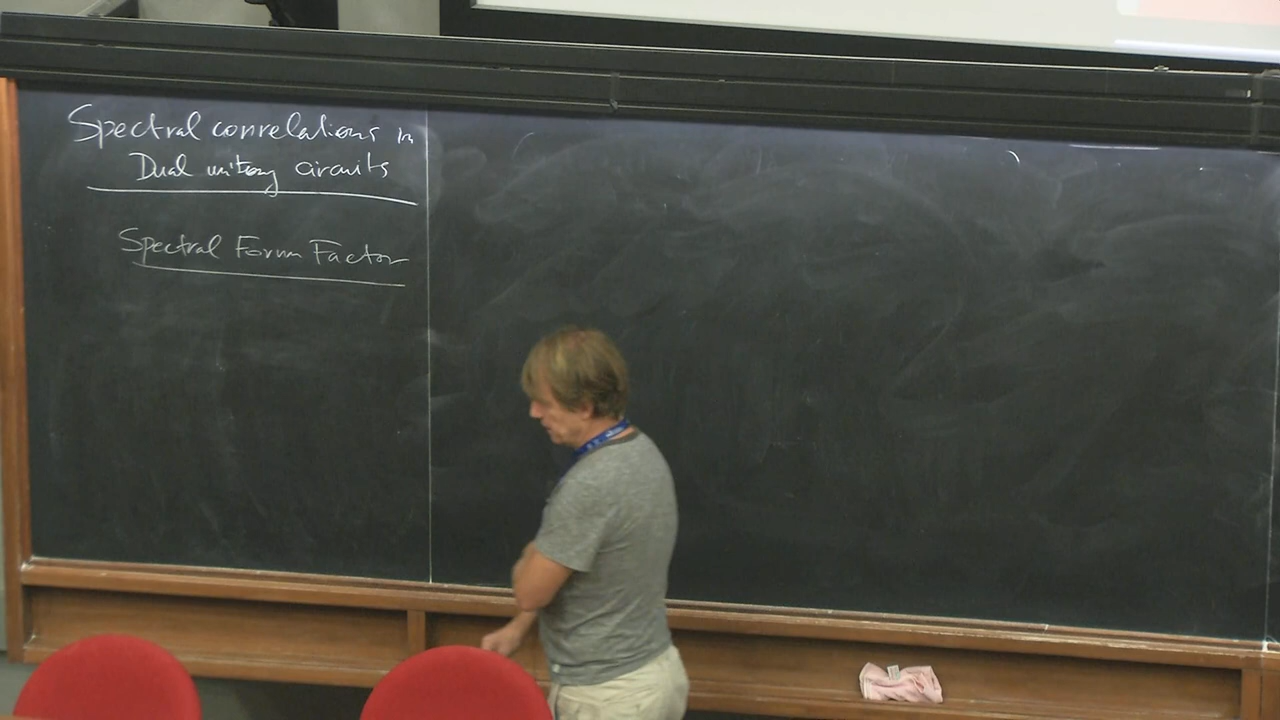 Spectral correlations in
Dual unitary circuits
Spectral Form Factor